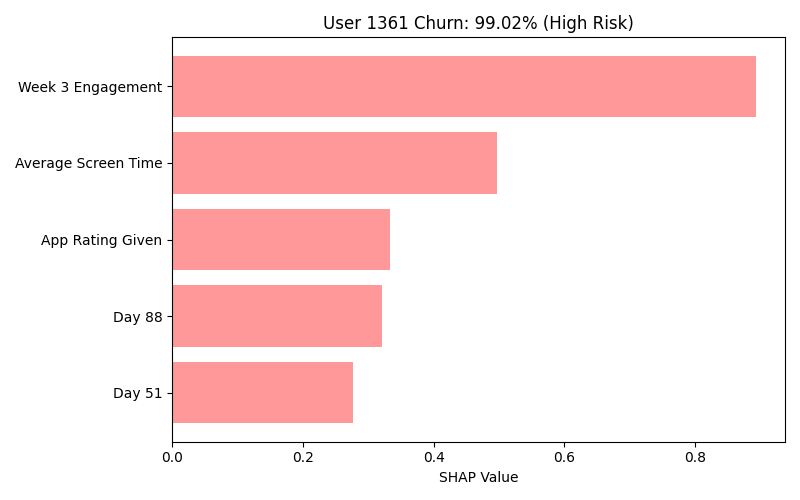 User 1361 Churn: 99.02% (High Risk)
Week 3 Engagement
Average Screen Time
App Rating Given
Day 88
Day 51
0.0 0.2 0.4 0.6 0.8
SHAP Value